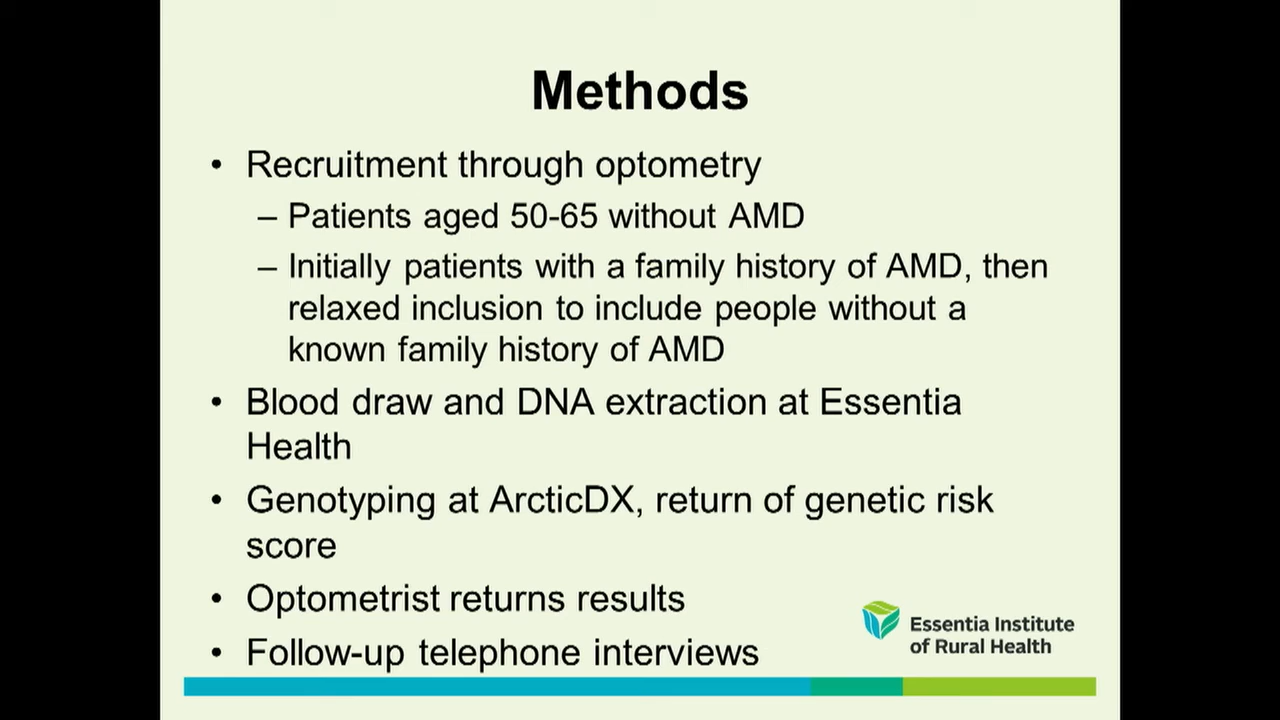 Methods
• Recruitment through optometry
– Patients aged 50-65 without AMD
– Initially patients with a family history of AMD, then
relaxed inclusion to include people without a
known family history of AMD
• Blood draw and DNA extraction at Essentia
Health
• Genotyping at ArcticDX, return of genetic risk
score
• Optometrist returns results
• Follow-up telephone interviews
Essentia Institute
of Rural Health